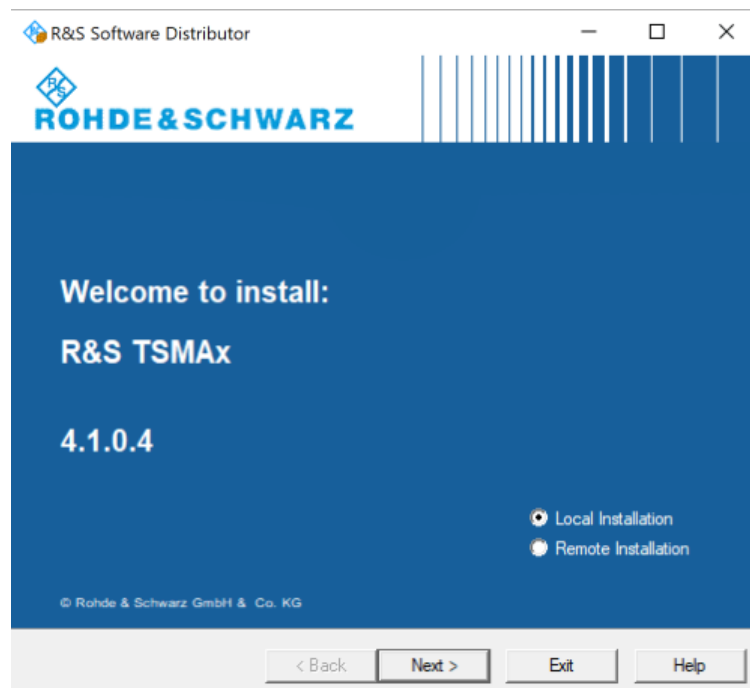 R&S Software Distributor
R&S
ROHDE&SCHWARZ
Welcome to install:
R&S TSMAx
4.1.0.4
Local Installation
Remote Installation
© Rohde & Schwarz GmbH & Co. KG
< Back
Next >
Exit
Help